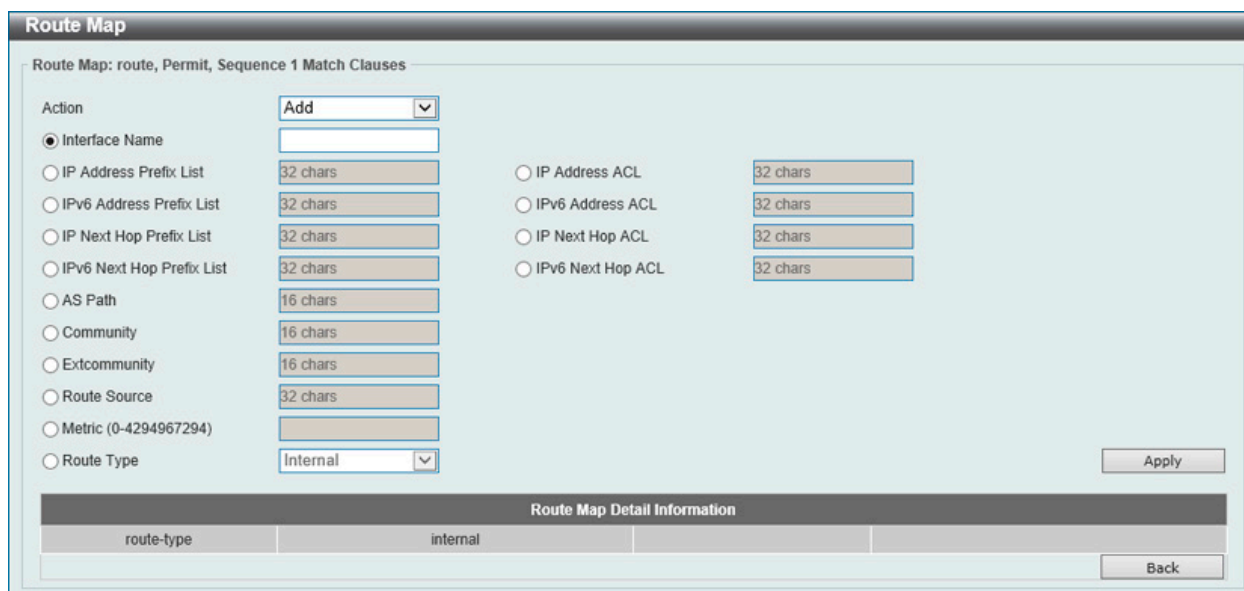 Route Map
Route Map: route, Permit, Sequence 1 Match Clauses
Action Add
Interface Name
IP Address Prefix List 32 chars IP Address ACL 32 chars
IPv6 Address Prefix List 32 chars IPv6 Address ACL 32 chars
IP Next Hop Prefix List 32 chars IP Next Hop ACL 32 chars
IPv6 Next Hop Prefix List 32 chars IPv6 Next Hop ACL 32 chars
AS Path 16 chars
Community 16 chars
Extcommunity 16 chars
Route Source 32 chars
Metric (0-4294967294)
Route Type Internal Apply
Route Map Detail Information
route-type internal
Back